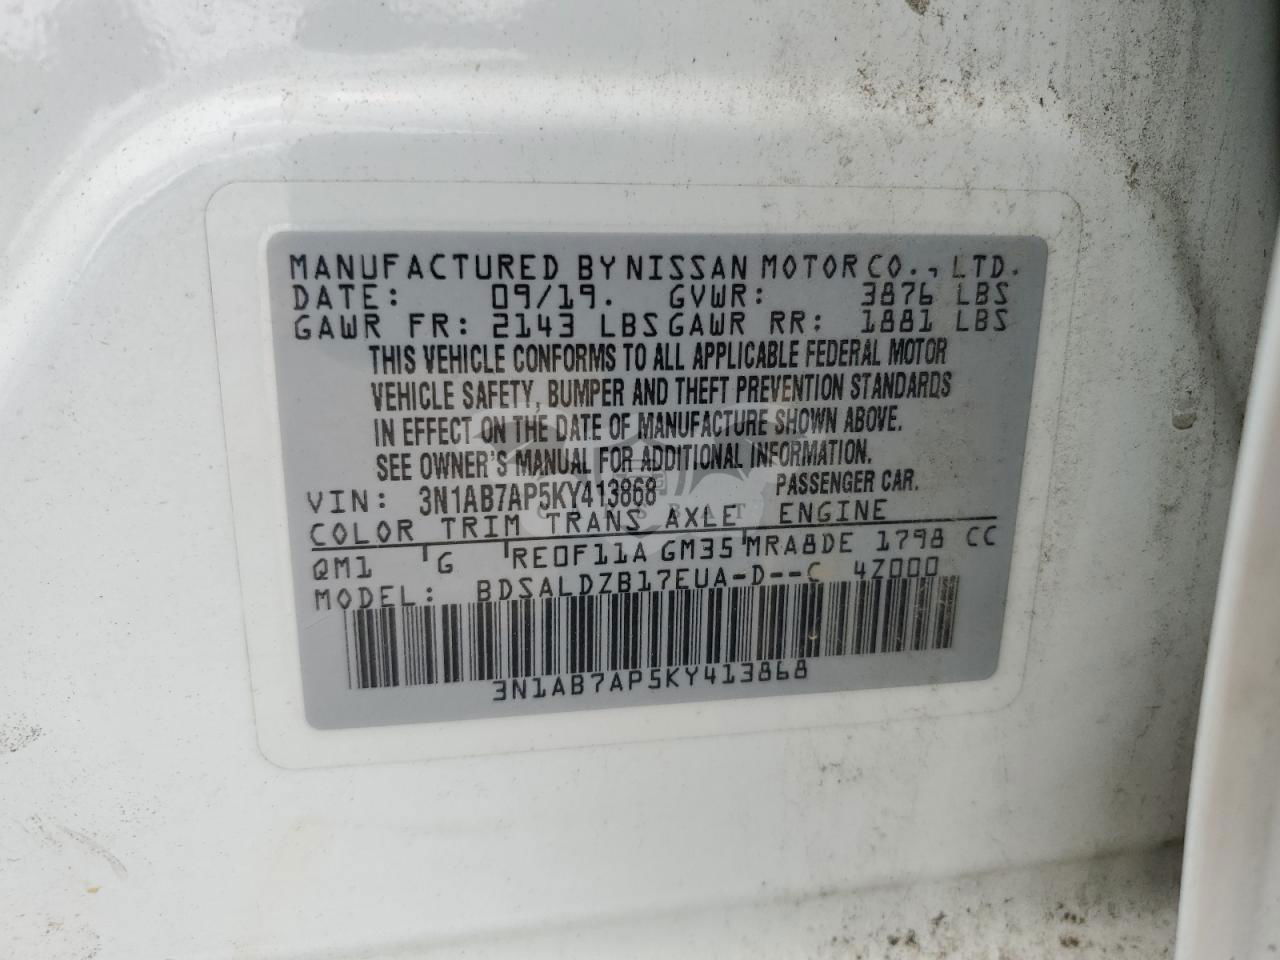 MANUFACTURED BY NISSAN MOTOR CO., LTD.
DATE: 09/19. GVWR: 3876 LBS
GAWR FR: 2143 LBS GAWR RR: 1881 LBS
THIS VEHICLE CONFORMS TO ALL APPLICABLE FEDERAL MOTOR
VEHICLE SAFETY, BUMPER AND THEFT PREVENTION STANDARDS
IN EFFECT ON THE DATE OF MANUFACTURE SHOWN ABOVE.
SEE OWNER'S MANUAL FOR ADDITIONAL INFORMATION.
VIN: 3N1AB7AP5KY413868 PASSENGER CAR.
COLOR TRIM TRANS AXLE ENGINE
QM1 G RE0F11A GM35 MRA8DE 1798 CC
MODEL: BDSALDZB17EUA-D--C 4Z000
3N1AB7AP5KY413868